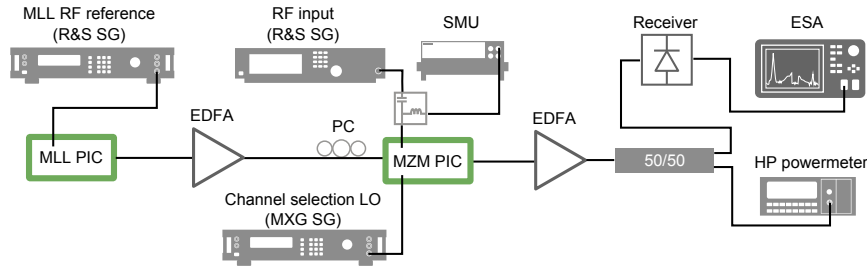 MLL RF reference
(R&S SG)
RF input
(R&S SG)
SMU
Receiver
ESA
EDFA
PC
EDFA
MLL PIC
MZM PIC
50/50
HP powermeter
Channel selection LO
(MXG SG)